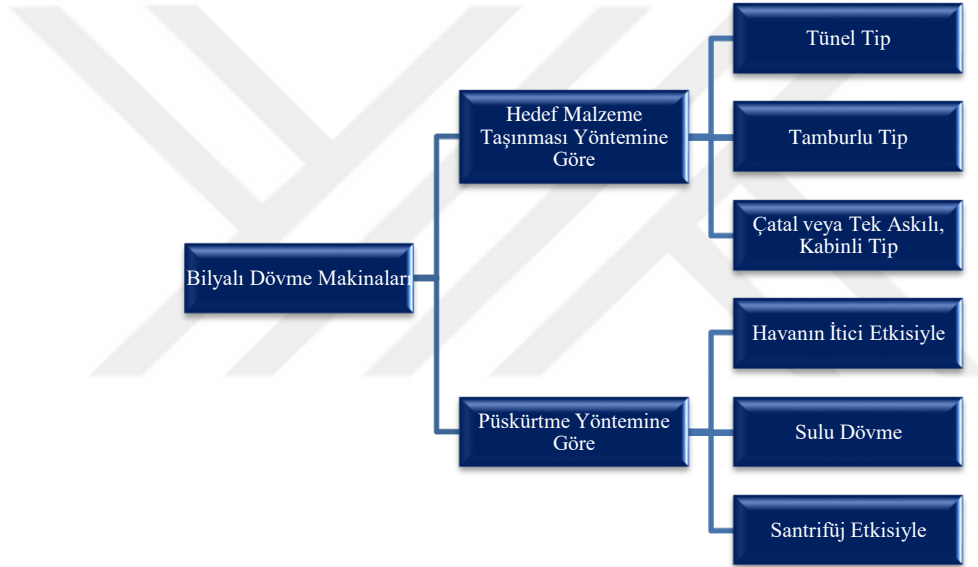 Bilyalı Dövme Makinaları
Hedef Malzeme
Taşınması Yöntemine
Göre
Tünel Tip
Tamburlu Tip
Çatal veya Tek Askılı,
Kabinli Tip
Püskürtme Yöntemine
Göre
Havanın İtici Etkisiyle
Sulu Dövme
Santrifüj Etkisiyle